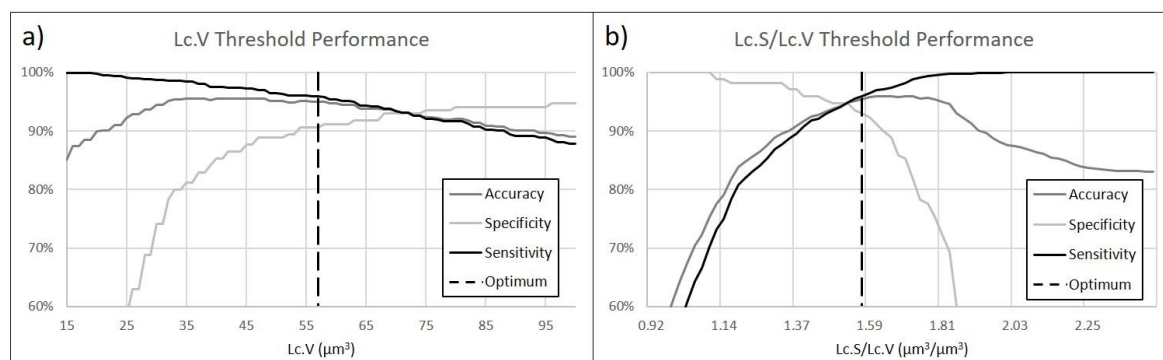 a)
Lc.V Threshold Performance
100%
90%
80%
70%
60%
Accuracy
Specificity
Sensitivity
Optimum
15 25 35 45 55 65 75 85 95
Lc.V (µm³)
b)
Lc.S/Lc.V Threshold Performance
100%
90%
80%
70%
60%
Accuracy
Specificity
Sensitivity
Optimum
0.92 1.14 1.37 1.59 1.81 2.03 2.25
Lc.S/Lc.V (µm³/µm³)